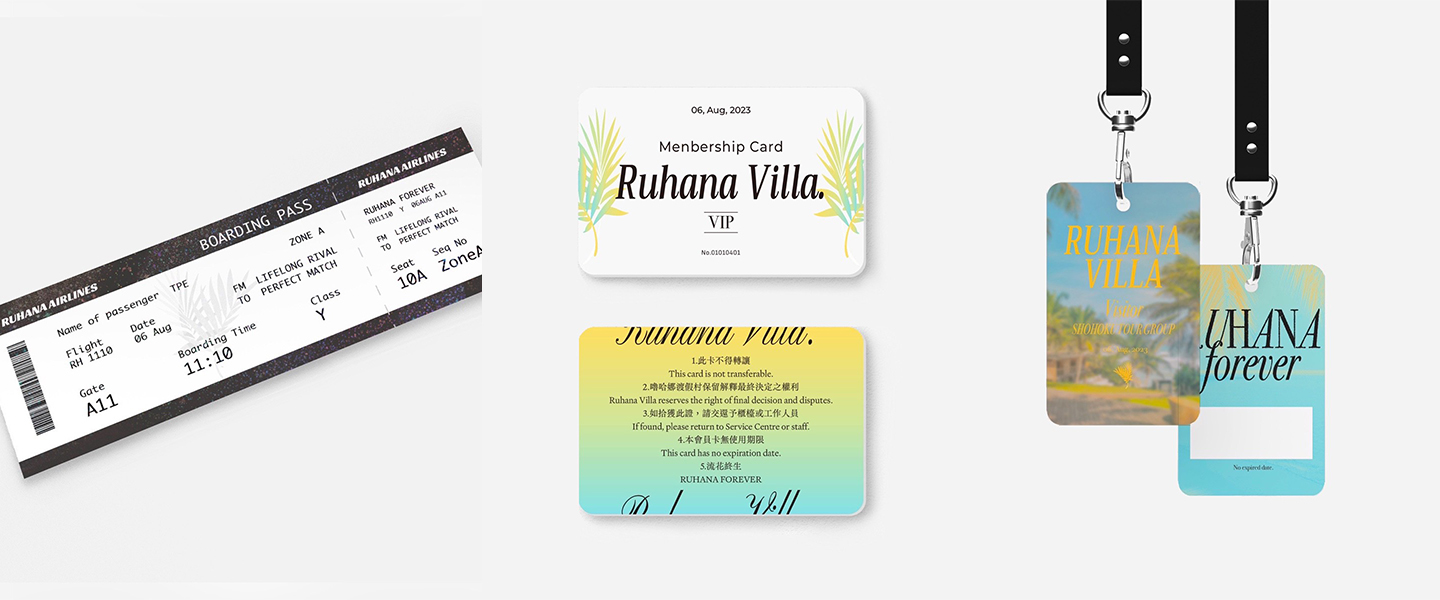 RUHANA AIRLINES
BOARDING PASS
RUHANA AIRLINES
Name of passenger TPE
ZONE A
Flight
RH 1110
Date
06 Aug
FM LIFELONG RIVAL
TO PERFECT MATCH
Gate
A11
Boarding Time
11:10
Class
Y
RUHANA FOREVER
RH1110 Y 06AUG A11
FM LIFELONG RIVAL
TO PERFECT MATCH
Seat
10A
Seq No
ZoneA
06, Aug, 2023
Menbership Card
Ruhana Villa.
VIP
No.01010401
Ruhana Villa.
1.此卡不得轉讓
This card is not transferable.
2.嚕哈娜渡假村保留解釋最終決定之權利
Ruhana Villa reserves the right of final decision and disputes.
3.如拾獲此證，請交還予櫃檯或工作人員
If found, please return to Service Centre or staff.
4.本會員卡無使用期限
This card has no expiration date.
5.流花終生
RUHANA FOREVER
RUHANA
VILLA
Visitor
SHOHOKU TOUR GROUP
UHANA
forever
No expired date.